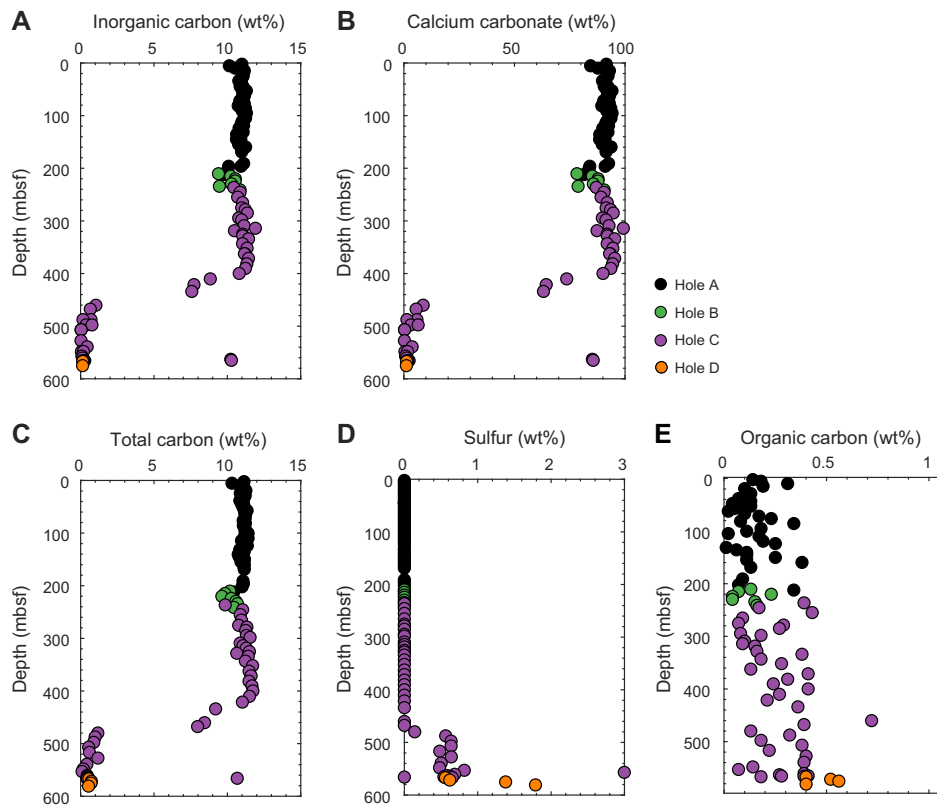 A Inorganic carbon (wt%)
0 5 10 15
0
100
200
300
400
500
600
Depth (mbsf)
B Calcium carbonate (wt%)
0 50 100
0
100
200
300
400
500
600
Depth (mbsf)
Hole A
Hole B
Hole C
Hole D
C Total carbon (wt%)
0 5 10 15
0
100
200
300
400
500
600
Depth (mbsf)
D Sulfur (wt%)
0 1 2 3
0
100
200
300
400
500
600
Depth (mbsf)
E Organic carbon (wt%)
0 0.5 1
0
100
200
300
400
500
600
Depth (mbsf)